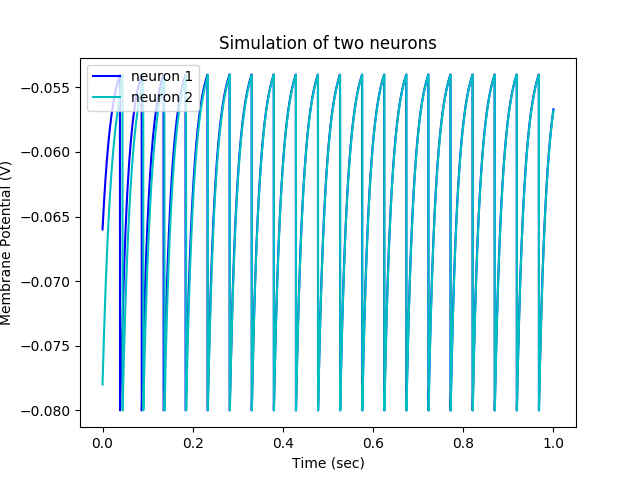 Simulation of two neurons
neuron 1
neuron 2
−0.055
−0.060
−0.065
−0.070
−0.075
−0.080
Membrane Potential (V)
0.0 0.2 0.4 0.6 0.8 1.0
Time (sec)